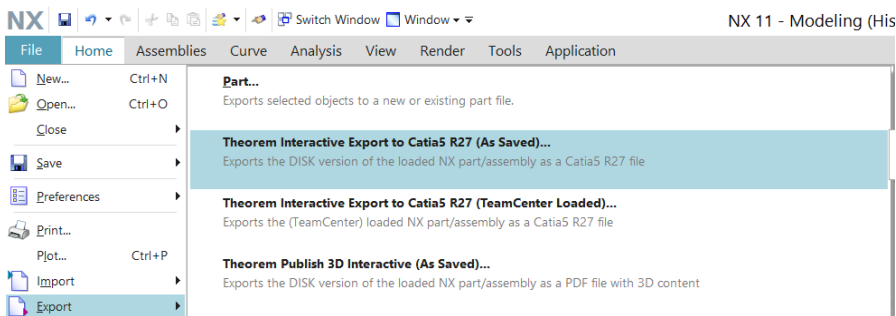 NX Switch Window Window NX 11 - Modeling (His
File Home Assemblies Curve Analysis View Render Tools Application
New... Ctrl+N
Open... Ctrl+O
Close
Save
Preferences
Print...
Plot... Ctrl+P
Import
Export
Part...
Exports selected objects to a new or existing part file.
Theorem Interactive Export to Catia5 R27 (As Saved)...
Exports the DISK version of the loaded NX part/assembly as a Catia5 R27 file
Theorem Interactive Export to Catia5 R27 (TeamCenter Loaded)...
Exports the (TeamCenter) loaded NX part/assembly as a Catia5 R27 file
Theorem Publish 3D Interactive (As Saved)...
Exports the DISK version of the loaded NX part/assembly as a PDF file with 3D content